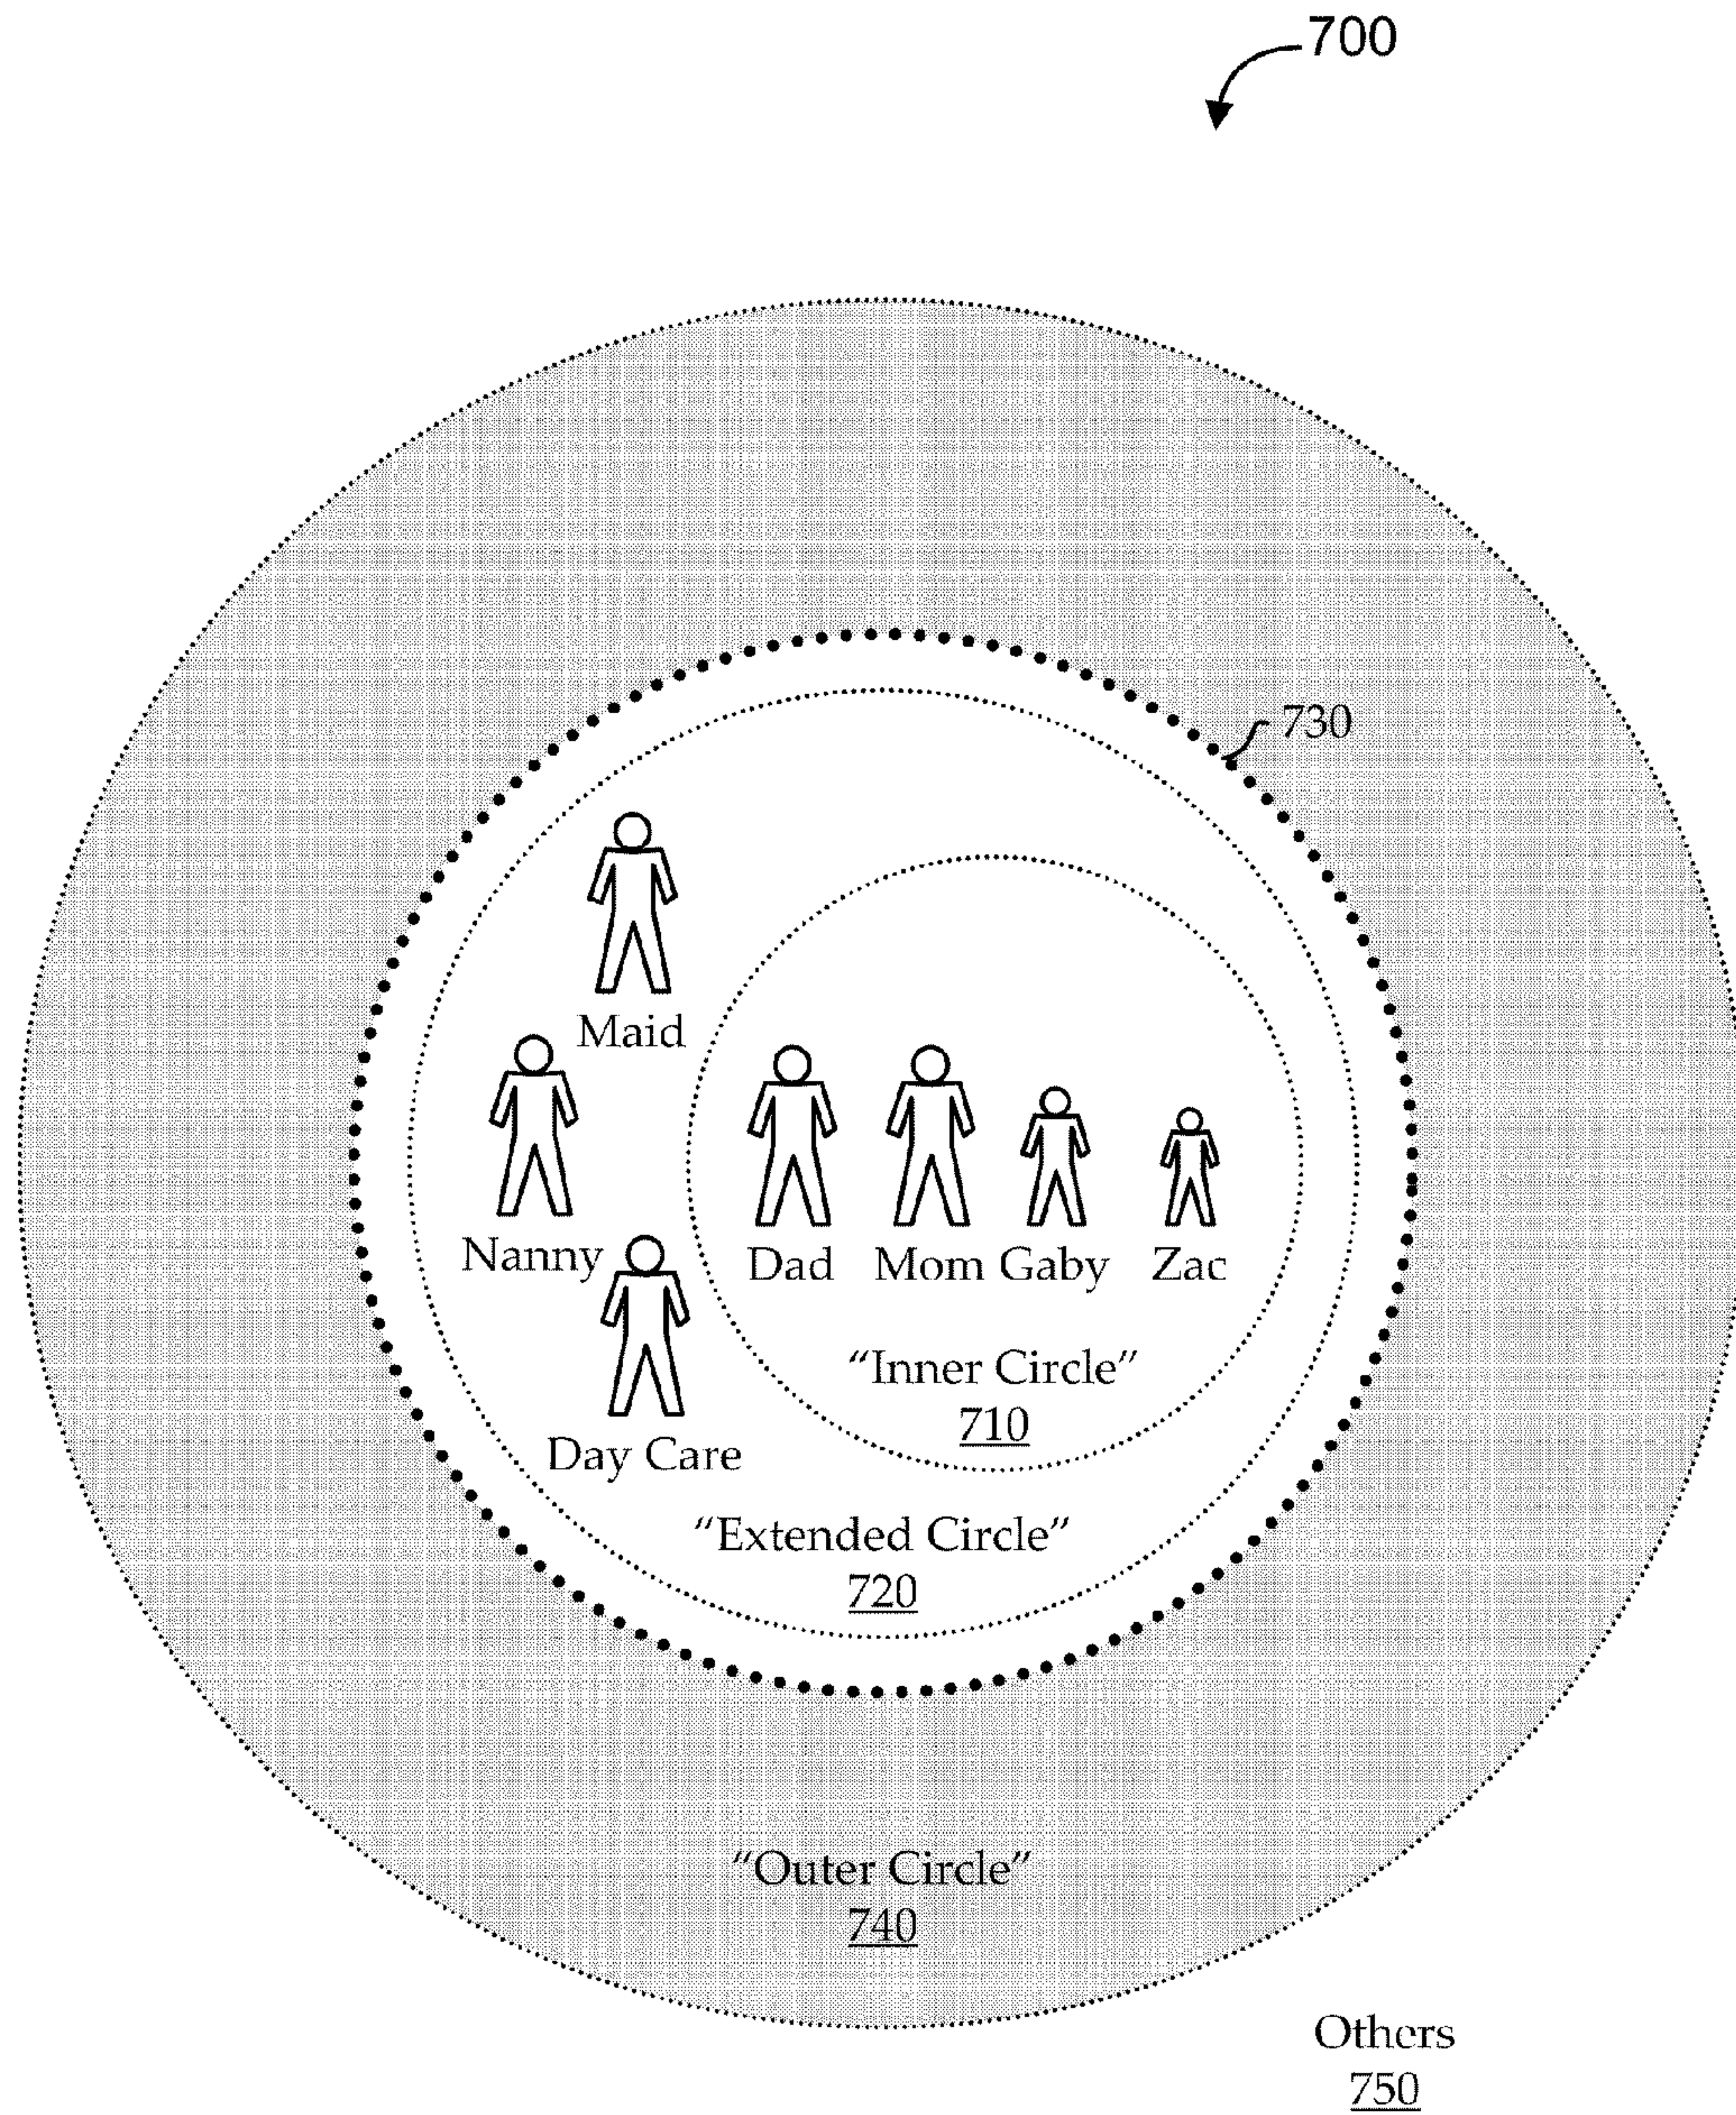 700
730
Maid
Nanny
Dad Mom Gaby Zac
"Inner Circle"
710
Day Care
"Extended Circle"
720
"Outer Circle"
740
Others
750